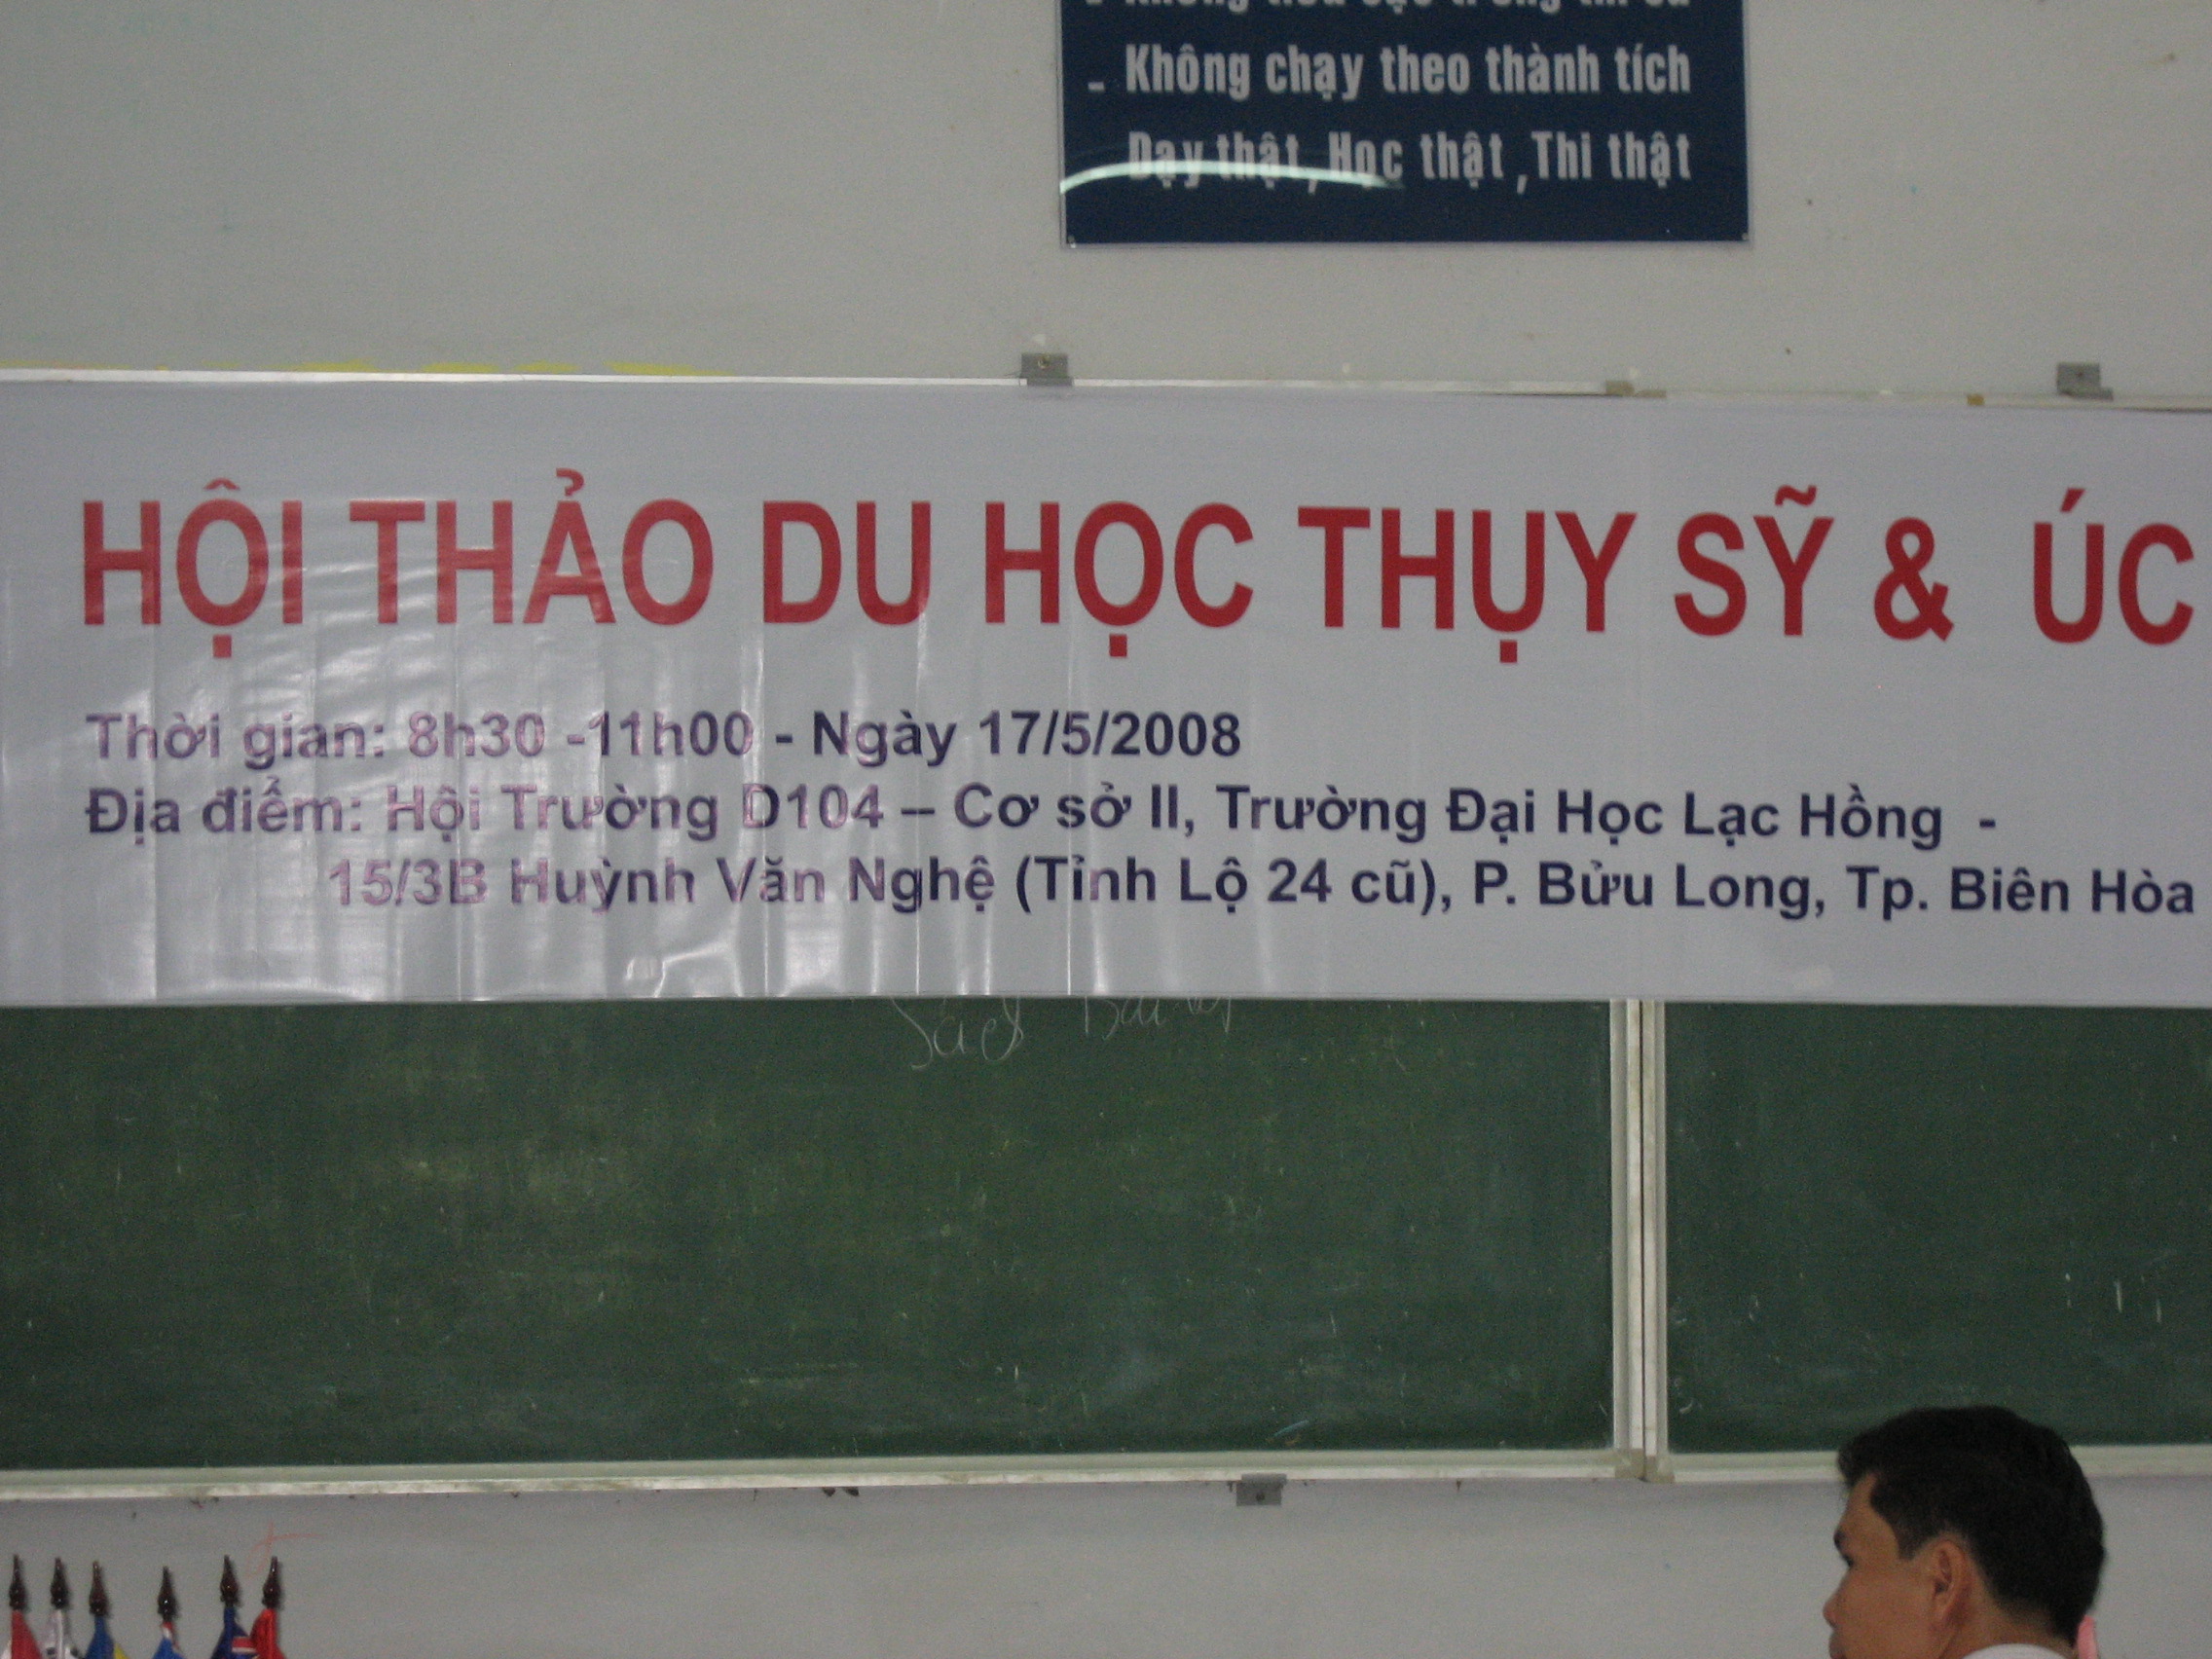 - Không chạy theo thành tích
Dạy thật , Học thật , Thi thật
HỘI THẢO DU HỌC THỤY SỸ & ÚC
Thời gian: 8h30 -11h00 - Ngày 17/5/2008
Địa điểm: Hội Trường D104 – Cơ sở II, Trường Đại Học Lạc Hồng -
15/3B Huỳnh Văn Nghệ (Tỉnh Lộ 24 cũ), P. Bửu Long, Tp. Biên Hòa